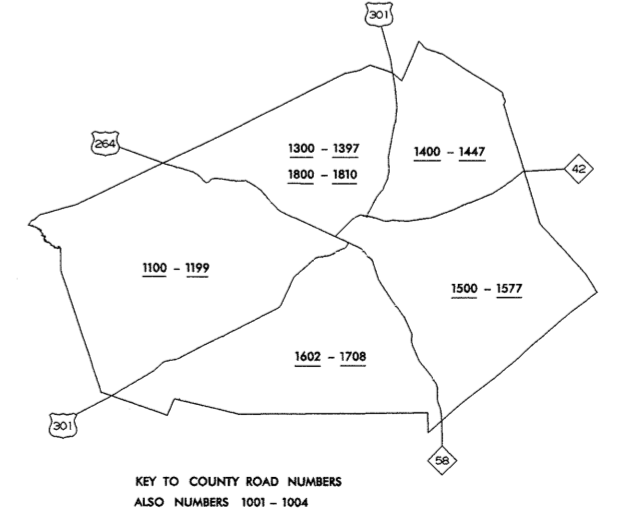 301
264
1300 - 1397
1800 - 1810
1400 - 1447
42
1100 - 1199
1500 - 1577
1602 - 1708
301
58
KEY TO COUNTY ROAD NUMBERS
ALSO NUMBERS 1001 - 1004